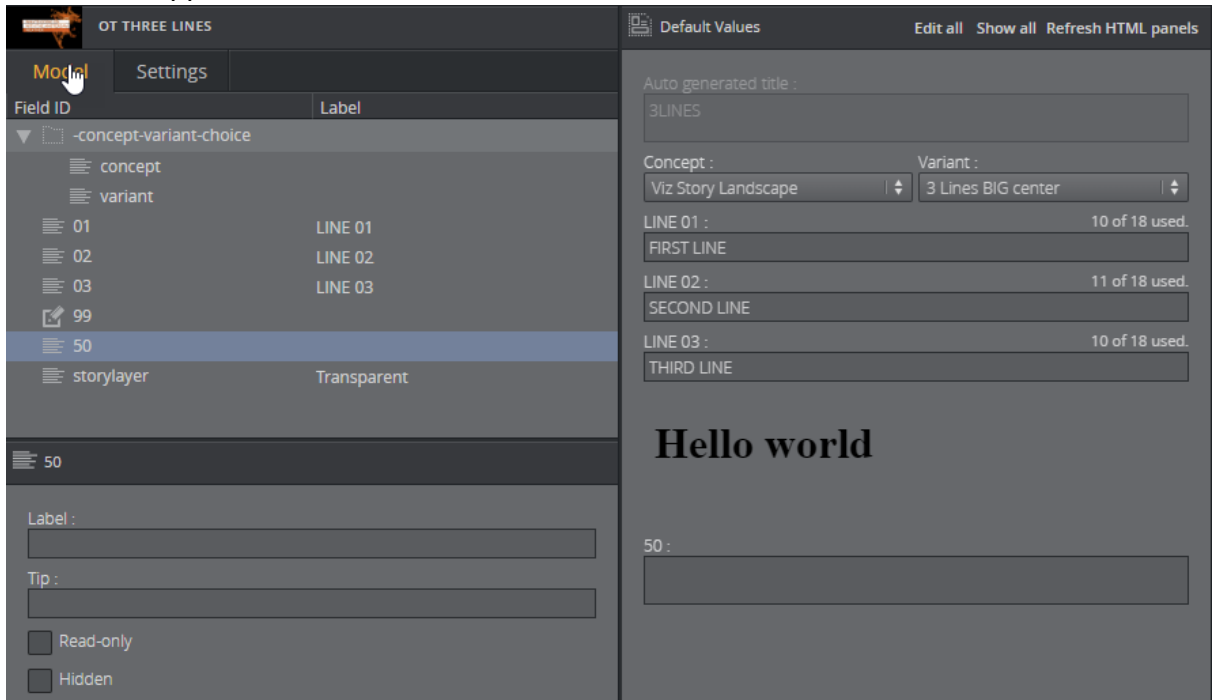 OT THREE LINES
Model Settings
Field ID Label
-concept-variant-choice
concept
variant
01 LINE 01
02 LINE 02
03 LINE 03
99
50
storylayer Transparent
50
Label :
Tip :
Read-only
Hidden
Default Values Edit all Show all Refresh HTML panels
Auto generated title :
3LINES
Concept : Variant :
Viz Story Landscape 3 Lines BIG center
LINE 01 : 10 of 18 used.
FIRST LINE
LINE 02 : 11 of 18 used.
SECOND LINE
LINE 03 : 10 of 18 used.
THIRD LINE
Hello world
50 :